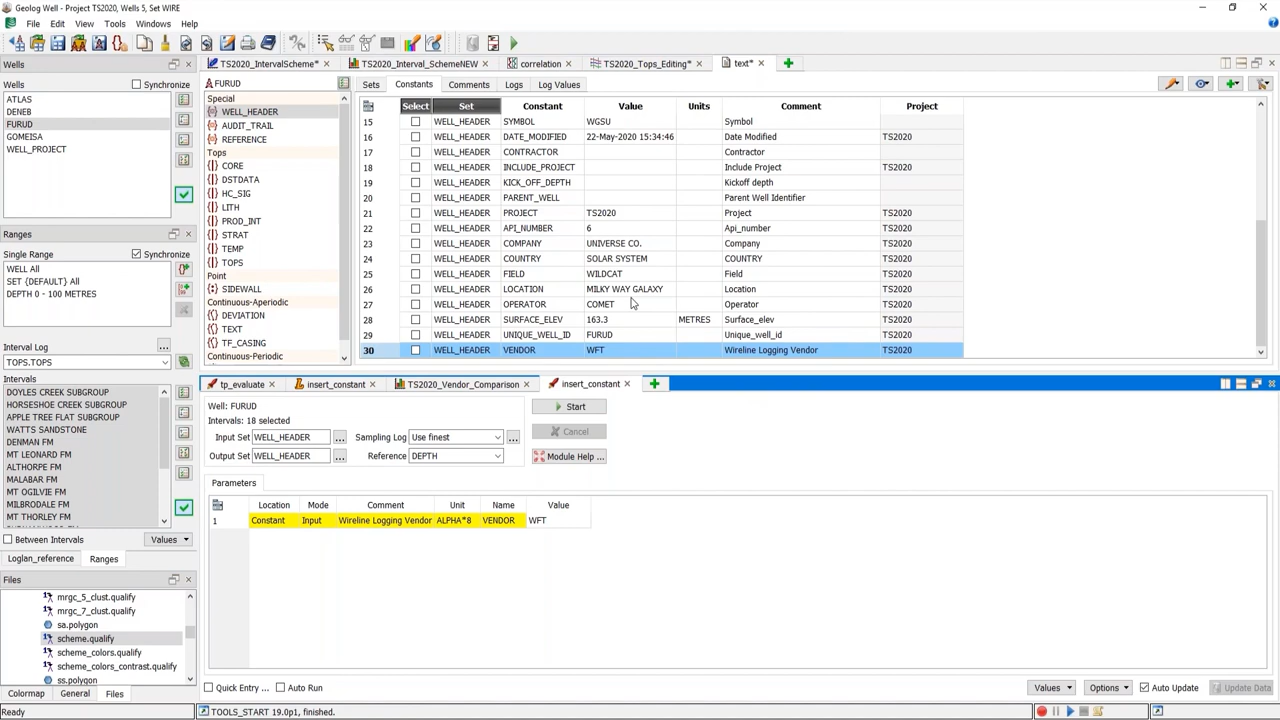 Geolog Well - Project TS2020, Wells 5, Set WIRE
File Edit View Tools Windows Help
Wells
Synchronize
ATLAS
DENEB
FURUD
GOMEISA
WELL_PROJECT
Ranges
Single Range Synchronize
WELL All
SET {DEFAULT} All
DEPTH 0 - 100 METRES
Interval Log ...
TOPS.TOPS
Intervals
DOYLES CREEK SUBGROUP
HORSESHOE CREEK SUBGROUP
APPLE TREE FLAT SUBGROUP
WATTS SANDSTONE
DENMAN FM
MT LEONARD FM
ALTHORPE FM
MALABAR FM
MT OGILVIE FM
MILBRODALE FM
MT THORLEY FM
Between Intervals Values
Loglan_reference Ranges
Files
mrgc_5_clust.qualify
mrgc_7_clust.qualify
sa.polygon
scheme.qualify
scheme_colors.qualify
scheme_colors_contrast.qualify
ss.polygon
Colormap General Files
Ready
TS2020_IntervalScheme* TS2020_Interval_SchemeNEW correlation TS2020_Tops_Editing* text*
FURUD
Special
WELL_HEADER
AUDIT_TRAIL
REFERENCE
Tops
CORE
DSTDATA
HC_SIG
LITH
PROD_INT
STRAT
TEMP
TOPS
Point
SIDEWALL
Continuous-Aperiodic
DEVIATION
TEXT
TF_CASING
Continuous-Periodic
Sets Constants Comments Logs Log Values
Select Set Constant Value Units Comment Project
15 WELL_HEADER SYMBOL WGSU Symbol
16 WELL_HEADER DATE_MODIFIED 22-May-2020 15:34:46 Date Modified TS2020
17 WELL_HEADER CONTRACTOR Contractor
18 WELL_HEADER INCLUDE_PROJECT Include Project TS2020
19 WELL_HEADER KICK_OFF_DEPTH Kickoff depth
20 WELL_HEADER PARENT_WELL Parent Well Identifier
21 WELL_HEADER PROJECT TS2020 Project TS2020
22 WELL_HEADER API_NUMBER 6 Api_number TS2020
23 WELL_HEADER COMPANY UNIVERSE CO. Company TS2020
24 WELL_HEADER COUNTRY SOLAR SYSTEM COUNTRY TS2020
25 WELL_HEADER FIELD WILDCAT Field TS2020
26 WELL_HEADER LOCATION MILKY WAY GALAXY Location TS2020
27 WELL_HEADER OPERATOR COMET Operator TS2020
28 WELL_HEADER SURFACE_ELEV 163.3 METRES Surface_elev TS2020
29 WELL_HEADER UNIQUE_WELL_ID FURUD Unique_well_id TS2020
30 WELL_HEADER VENDOR WFT Wireline Logging Vendor TS2020
tp_evaluate insert_constant TS2020_Vendor_Comparison insert_constant
Well: FURUD
Intervals: 18 selected
Input Set WELL_HEADER ... Sampling Log Use finest ...
Output Set WELL_HEADER ... Reference DEPTH
Start
Cancel
Module Help ...
Parameters
Location Mode Comment Unit Name Value
1 Constant Input Wireline Logging Vendor ALPHA*8 VENDOR WFT
Quick Entry ... Auto Run Values Options Auto Update Update Data
TOOLS_START 19.0p1, finished.